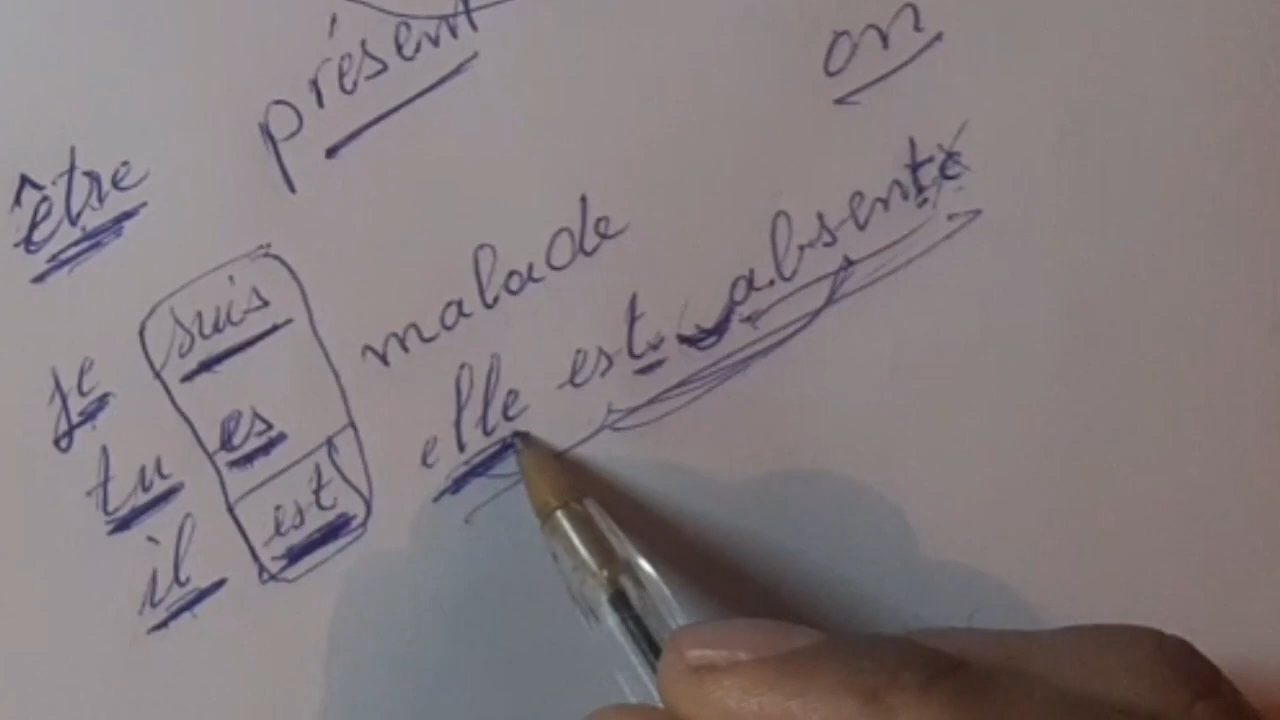 présent
on
être
je suis malade
tu es
il est
elle est absente